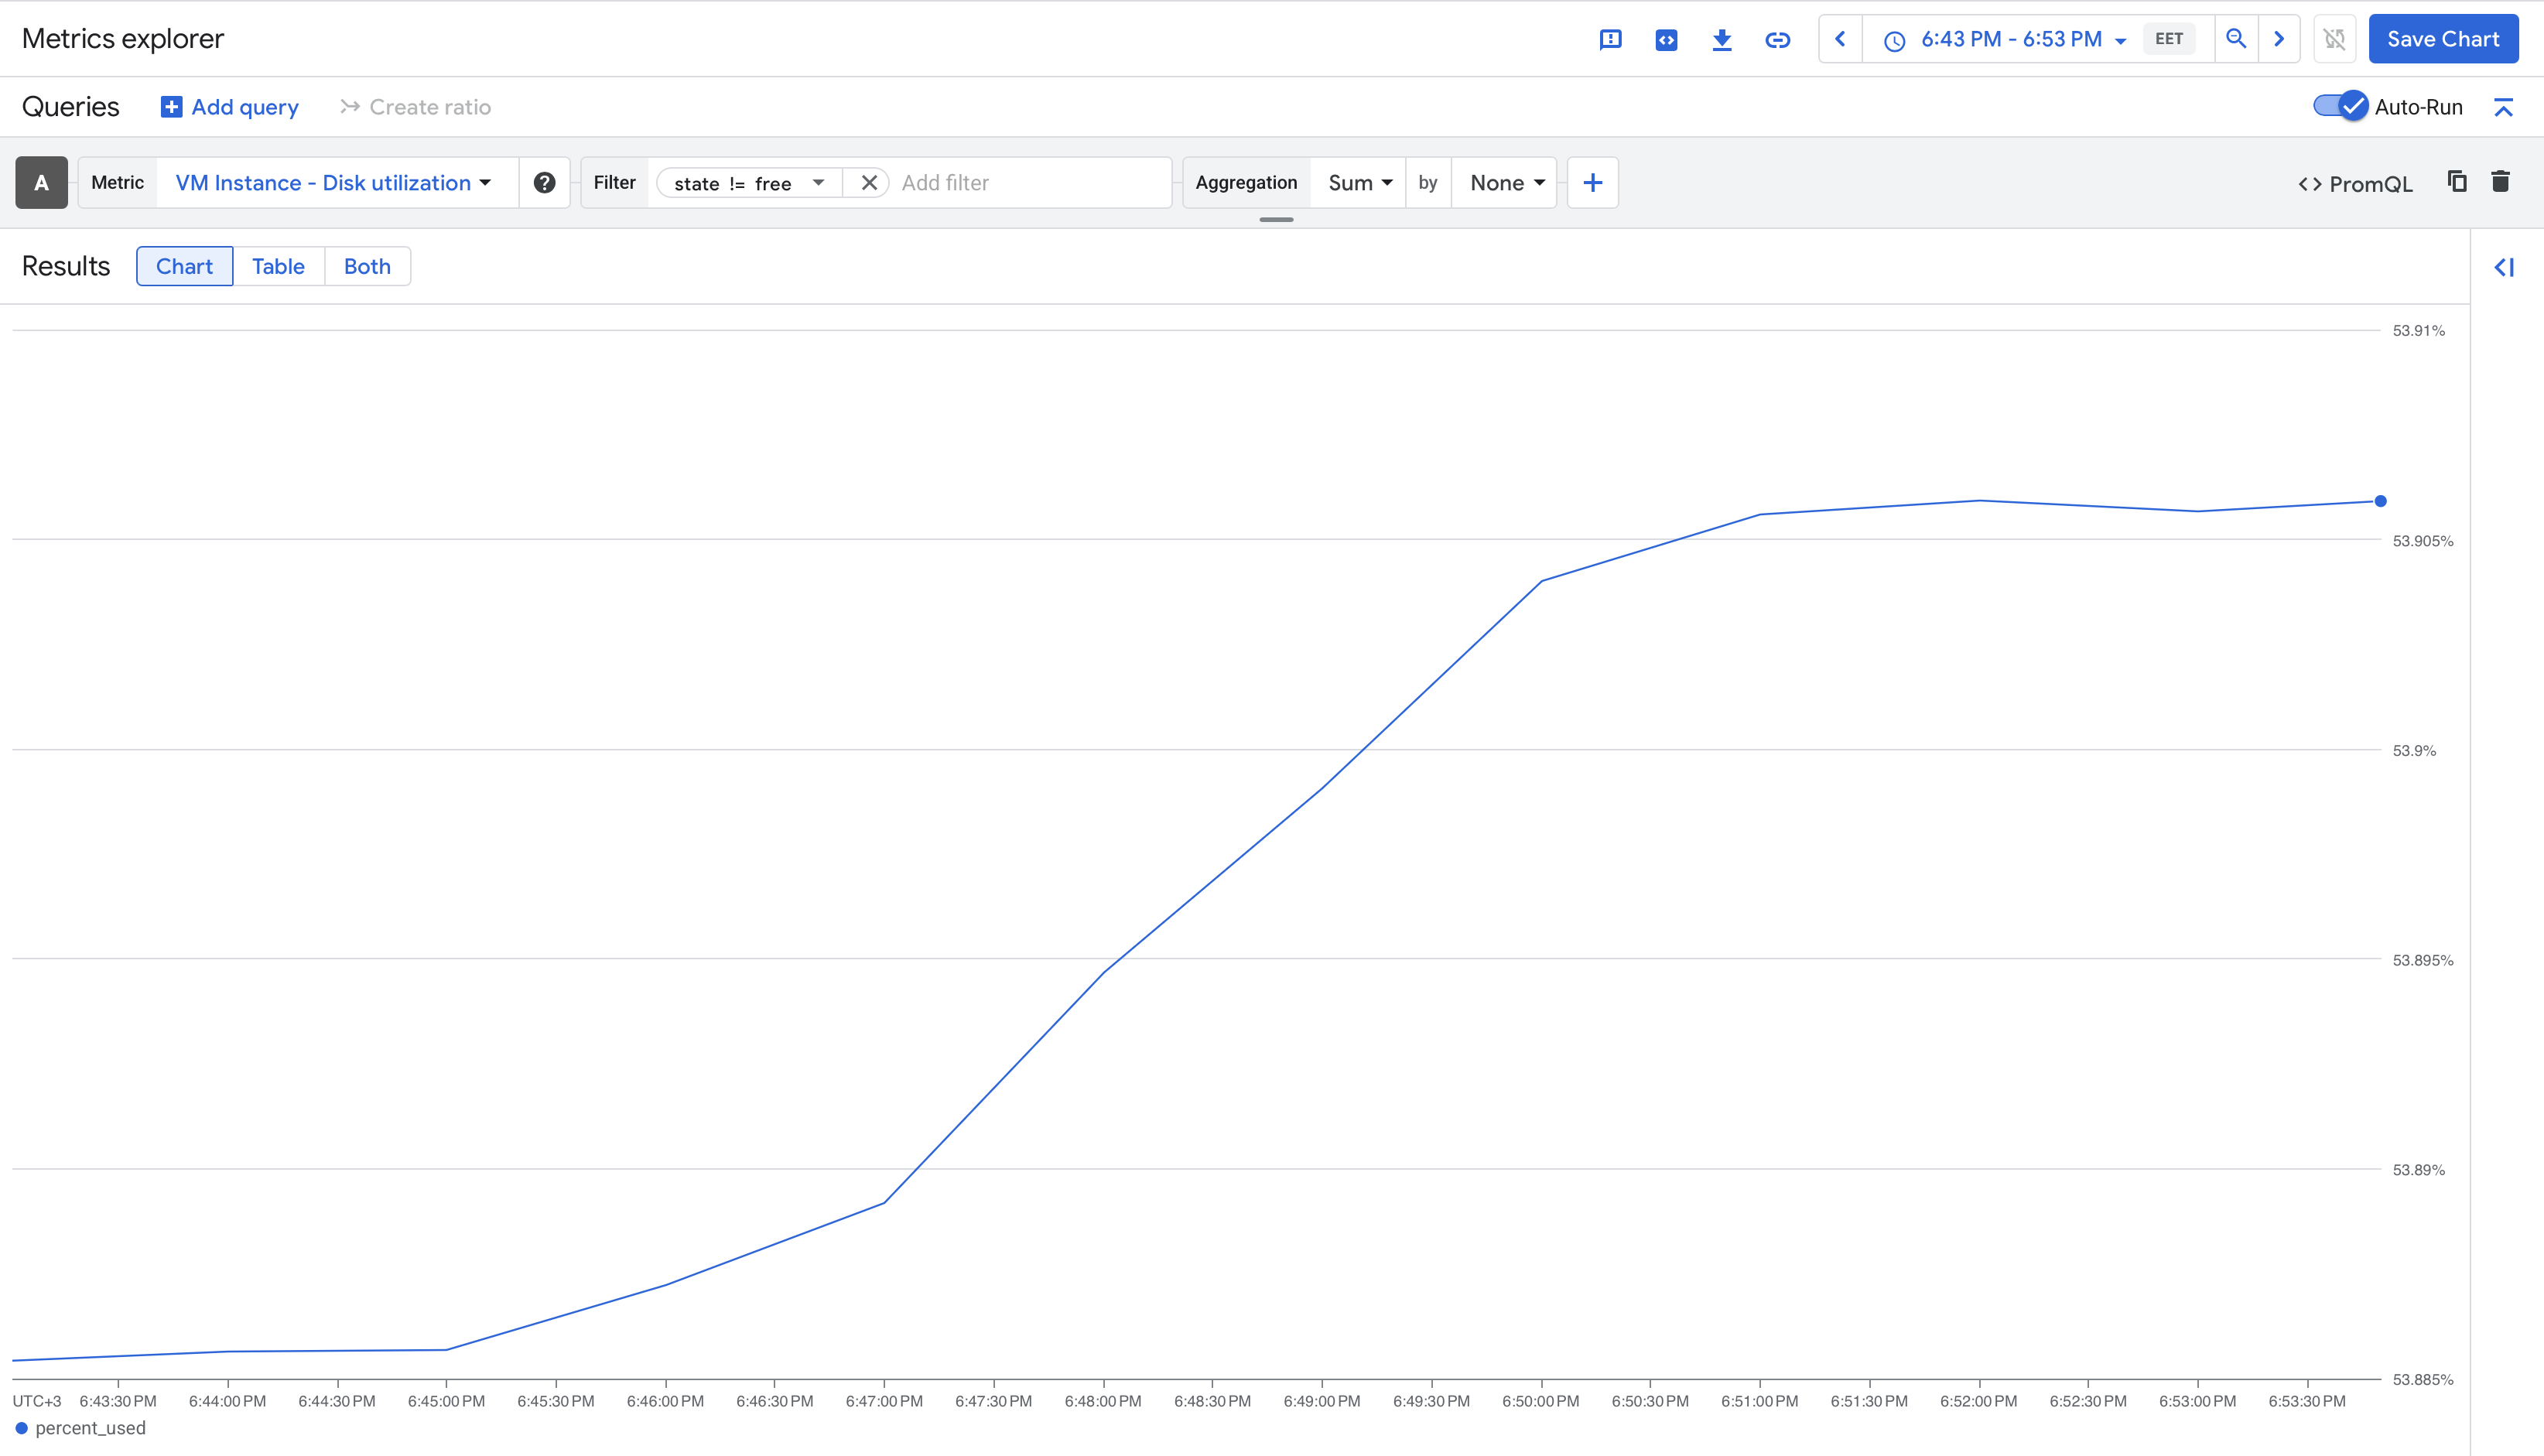 Metrics explorer
6:43 PM - 6:53 PM EET
Save Chart
Queries Add query Create ratio
Auto-Run
A Metric VM Instance - Disk utilization Filter state != free Add filter Aggregation Sum by None
PromQL
Results Chart Table Both
53.91%
53.905%
53.9%
53.895%
53.89%
53.885%
UTC+3 6:43:30 PM 6:44:00 PM 6:44:30 PM 6:45:00 PM 6:45:30 PM 6:46:00 PM 6:46:30 PM 6:47:00 PM 6:47:30 PM 6:48:00 PM 6:48:30 PM 6:49:00 PM 6:49:30 PM 6:50:00 PM 6:50:30 PM 6:51:00 PM 6:51:30 PM 6:52:00 PM 6:52:30 PM 6:53:00 PM 6:53:30 PM
percent_used